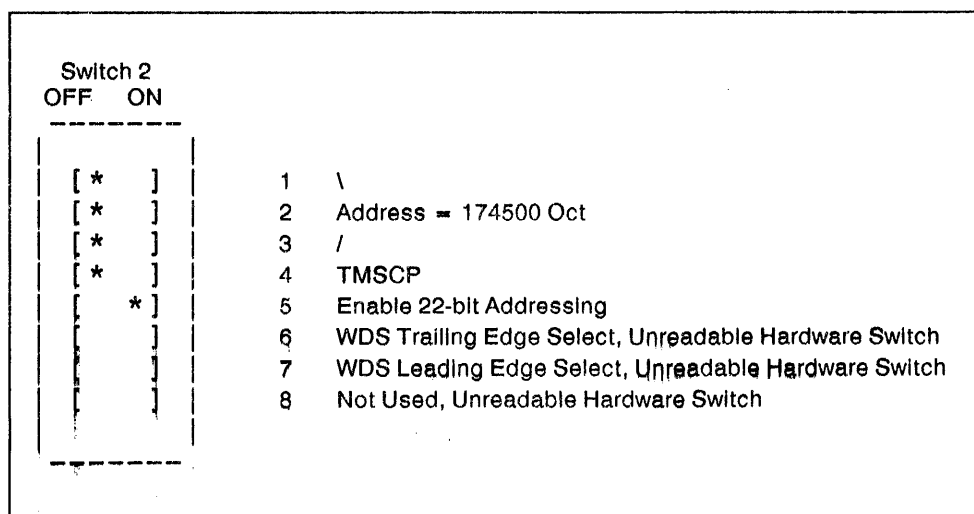 Switch 2
OFF ON
[ * ] 1 \
[ * ] 2 Address = 174500 Oct
[ * ] 3 /
[ * ] 4 TMSCP
[ * ] 5 Enable 22-bit Addressing
[ ] 6 WDS Trailing Edge Select, Unreadable Hardware Switch
[ ] 7 WDS Leading Edge Select, Unreadable Hardware Switch
[ ] 8 Not Used, Unreadable Hardware Switch